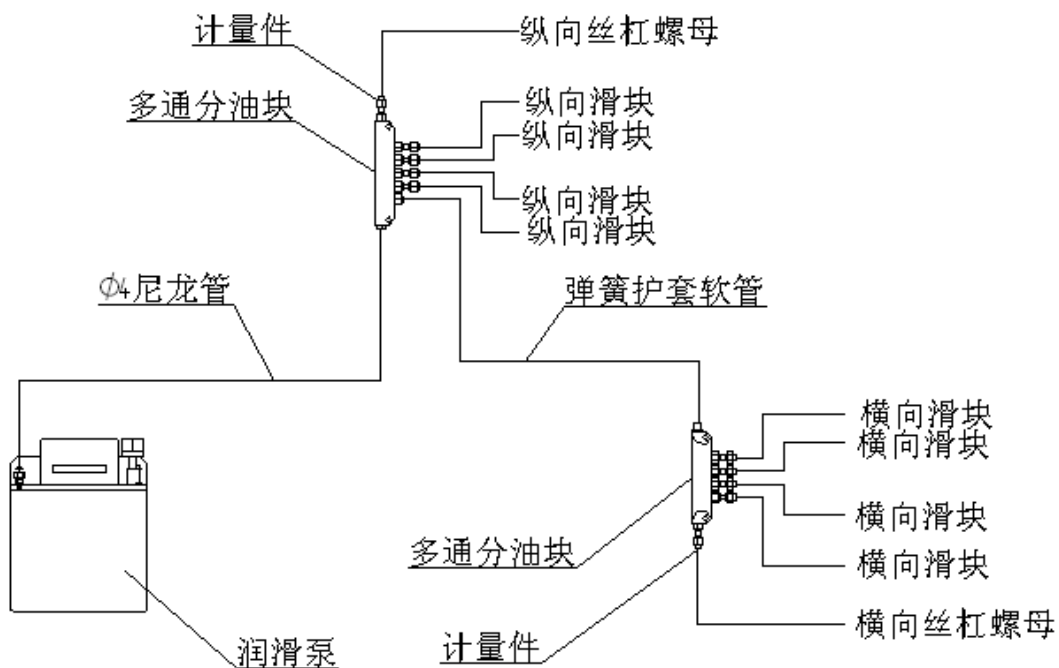 计量件
纵向丝杠螺母
多通分油块
纵向滑块
纵向滑块
纵向滑块
纵向滑块
Φ4尼龙管
弹簧护套软管
横向滑块
横向滑块
横向滑块
多通分油块
横向滑块
横向丝杠螺母
润滑泵
计量件